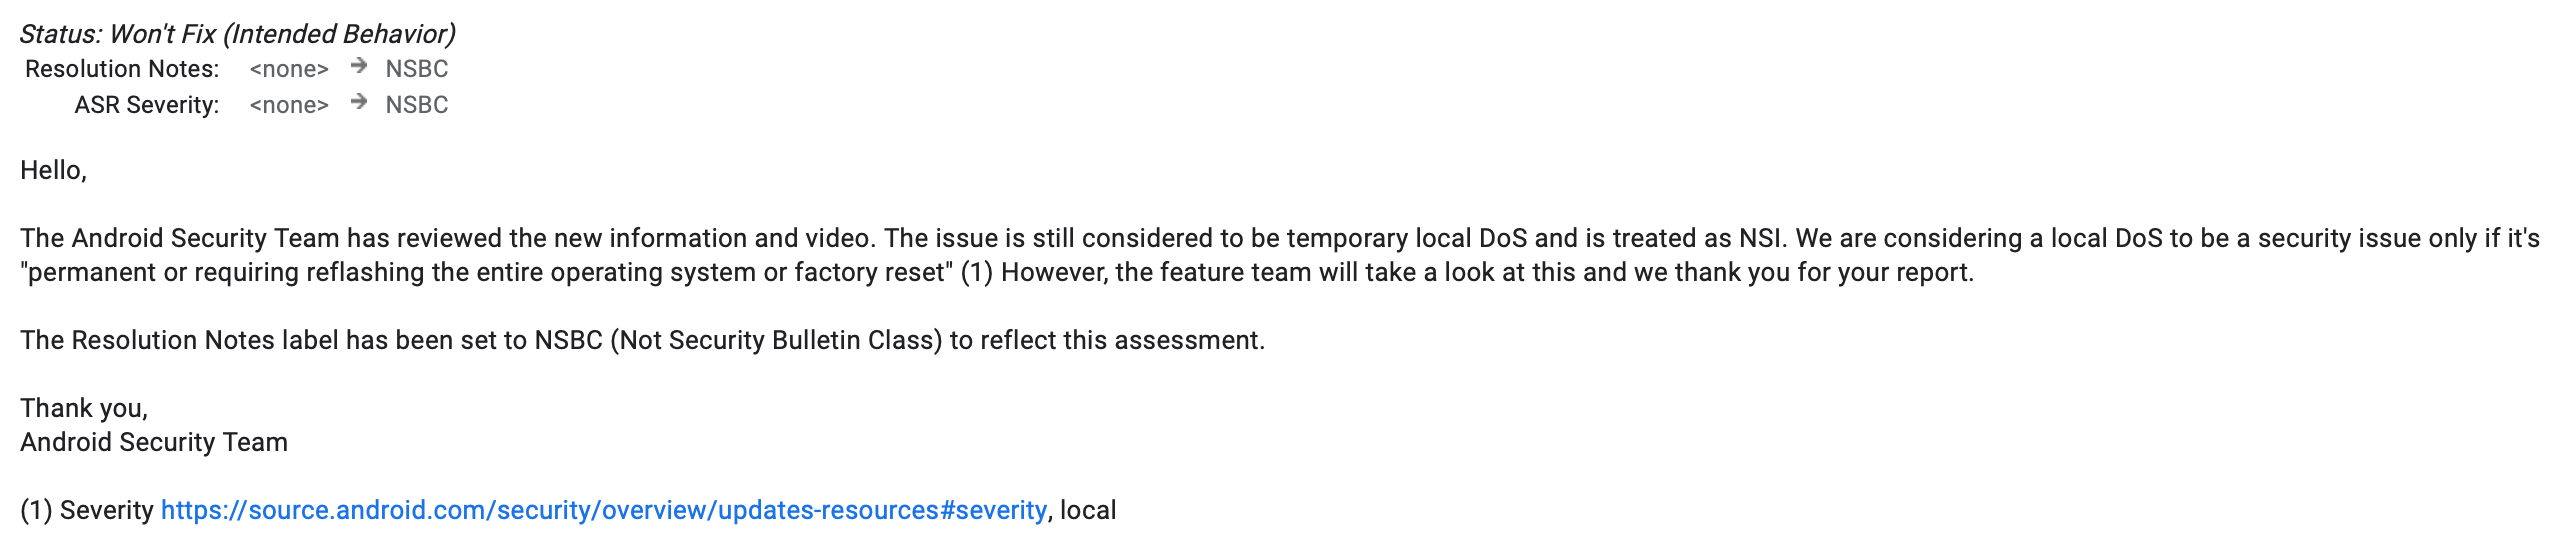 Status: Won't Fix (Intended Behavior)
Resolution Notes: <none> → NSBC
ASR Severity: <none> → NSBC
Hello,
The Android Security Team has reviewed the new information and video. The issue is still considered to be temporary local DoS and is treated as NSI. We are considering a local DoS to be a security issue only if it's
"permanent or requiring reflashing the entire operating system or factory reset" (1) However, the feature team will take a look at this and we thank you for your report.
The Resolution Notes label has been set to NSBC (Not Security Bulletin Class) to reflect this assessment.
Thank you,
Android Security Team
(1) Severity https://source.android.com/security/overview/updates-resources#severity, local